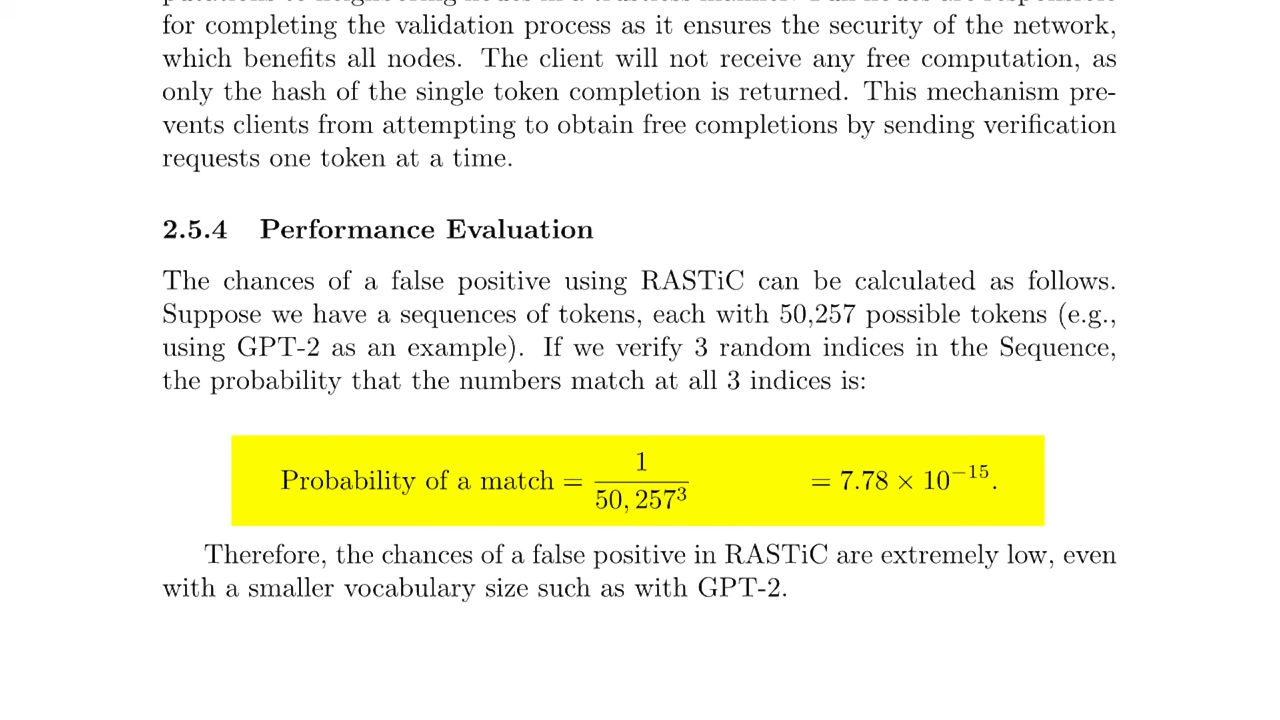 for completing the validation process as it ensures the security of the network,
which benefits all nodes. The client will not receive any free computation, as
only the hash of the single token completion is returned. This mechanism pre-
vents clients from attempting to obtain free completions by sending verification
requests one token at a time.
2.5.4 Performance Evaluation
The chances of a false positive using RASTiC can be calculated as follows.
Suppose we have a sequences of tokens, each with 50,257 possible tokens (e.g.,
using GPT-2 as an example). If we verify 3 random indices in the Sequence,
the probability that the numbers match at all 3 indices is:
Probability of a match = 1 / 50,257³ = 7.78 × 10⁻¹⁵.
Therefore, the chances of a false positive in RASTiC are extremely low, even
with a smaller vocabulary size such as with GPT-2.